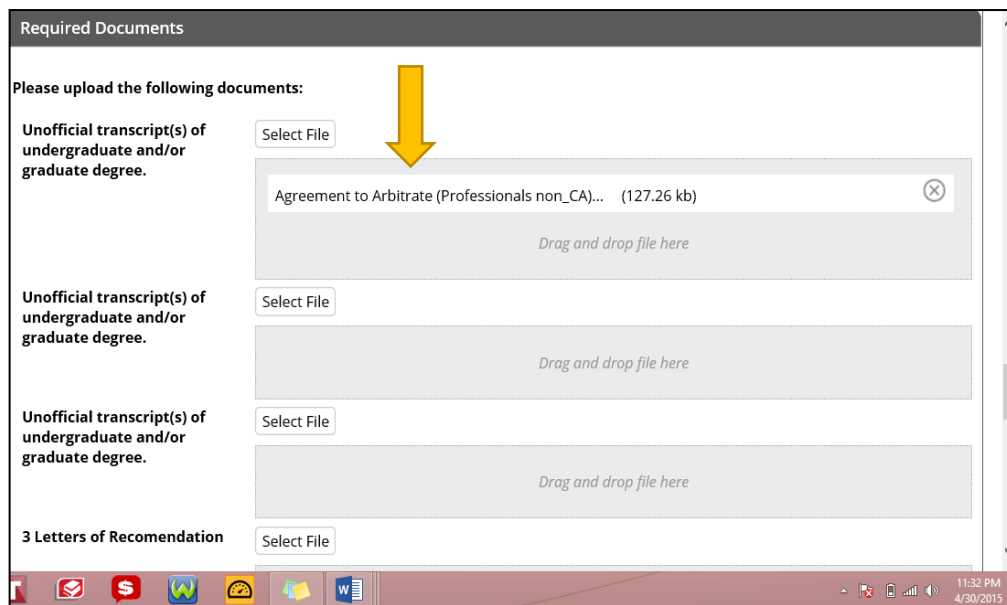 Required Documents
Please upload the following documents:
Unofficial transcript(s) of
undergraduate and/or
graduate degree.
Select File
Agreement to Arbitrate (Professionals non_CA)... (127.26 kb)
Drag and drop file here
Unofficial transcript(s) of
undergraduate and/or
graduate degree.
Select File
Drag and drop file here
Unofficial transcript(s) of
undergraduate and/or
graduate degree.
Select File
Drag and drop file here
3 Letters of Recomendation
Select File
11:32 PM
4/30/2015